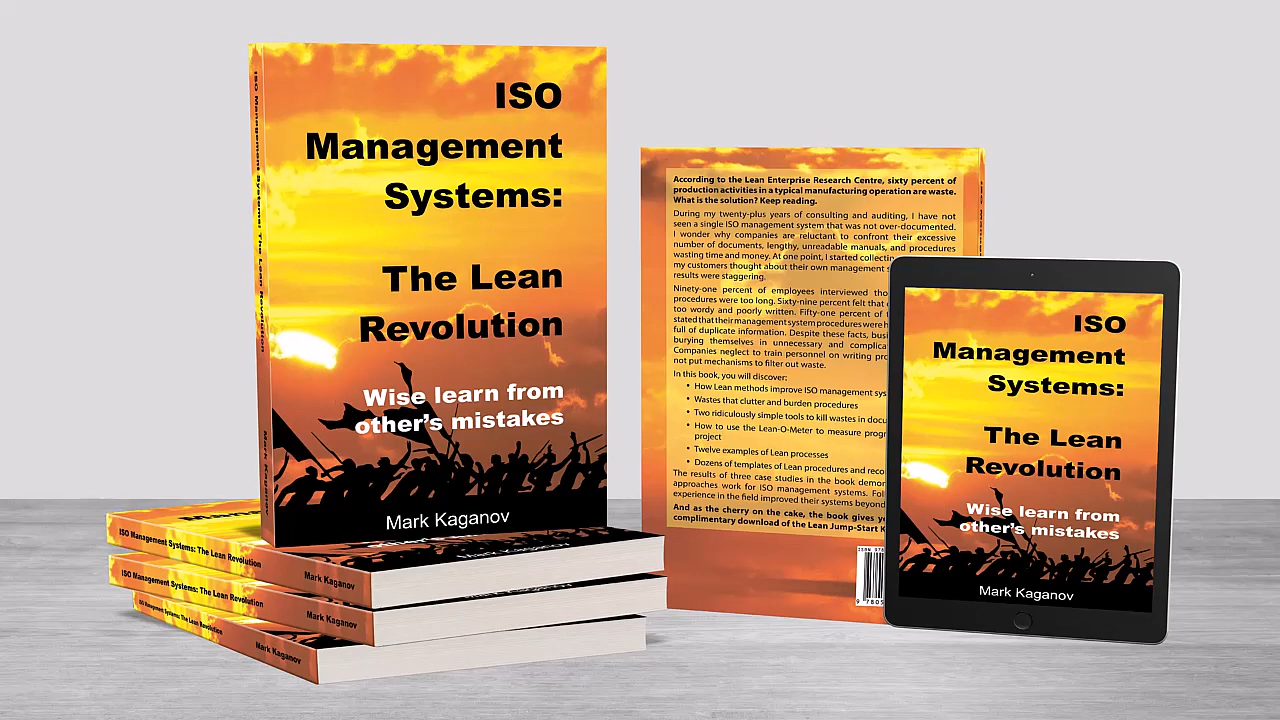 ISO
Management
Systems:
The Lean
Revolution
Wise learn from
other's mistakes
Mark Kaganov
ISO Management Systems: The Lean Revolution
Mark Kaganov
ISO Management Systems: The Lean Revolution
Mark Kaganov
ISO Management Systems: The Lean Revolution
Mark Kaganov
ISO Management Systems: The Lean Revolution
Mark Kaganov
According to the Lean Enterprise Research Centre, sixty percent of
production activities in a typical manufacturing operation are waste.
What is the solution? Keep reading.
During my twenty-plus years of consulting and auditing, I have not
seen a single ISO management system that was not over-documented.
I wonder why companies are reluctant to confront their excessive
number of documents, lengthy, unreadable manuals, and procedures
wasting time and money. At one point, I started
my customers thought about their own management
results were staggering.
Ninety-one percent of employees interviewed
procedures were too long. Sixty-nine percent felt that
too wordy and poorly written. Fifty-one percent of
stated that their management system procedures were
full of duplicate information. Despite these facts,
burying themselves in unnecessary and
Companies neglect to train personnel on writing
not put mechanisms to filter out waste.
In this book, you will discover:
• How Lean methods improve ISO management
• Wastes that clutter and burden procedures
• Two ridiculously simple tools to kill wastes in
• How to use the Lean-O-Meter to measure
project
• Twelve examples of Lean processes
• Dozens of templates of Lean procedures and
The results of three case studies in the book
approaches work for ISO management systems.
experience in the field improved their systems
And as the cherry on the cake, the book gives
complimentary download of the Lean Jump-Start
ISBN 978
9 7805
ISO
Management
Systems:
The Lean
Revolution
Wise learn from
other's mistakes
Mark Kaganov